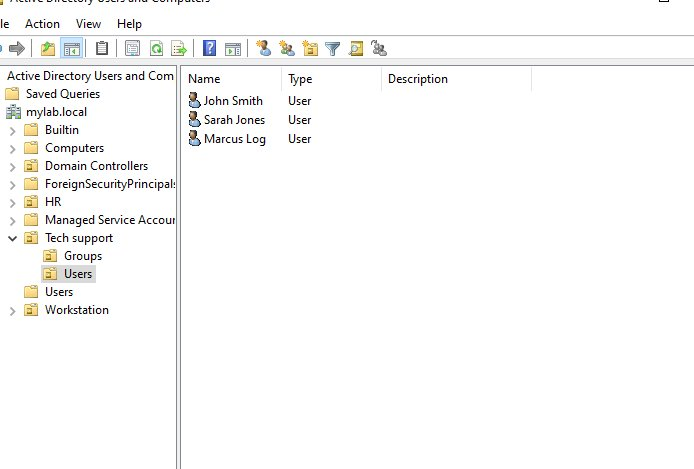 Active Directory Users and Computers
le Action View Help
Active Directory Users and Com
Saved Queries
mylab.local
Builtin
Computers
Domain Controllers
ForeignSecurityPrincipals
HR
Managed Service Accour
Tech support
Groups
Users
Users
Workstation
Name Type Description
John Smith User
Sarah Jones User
Marcus Log User